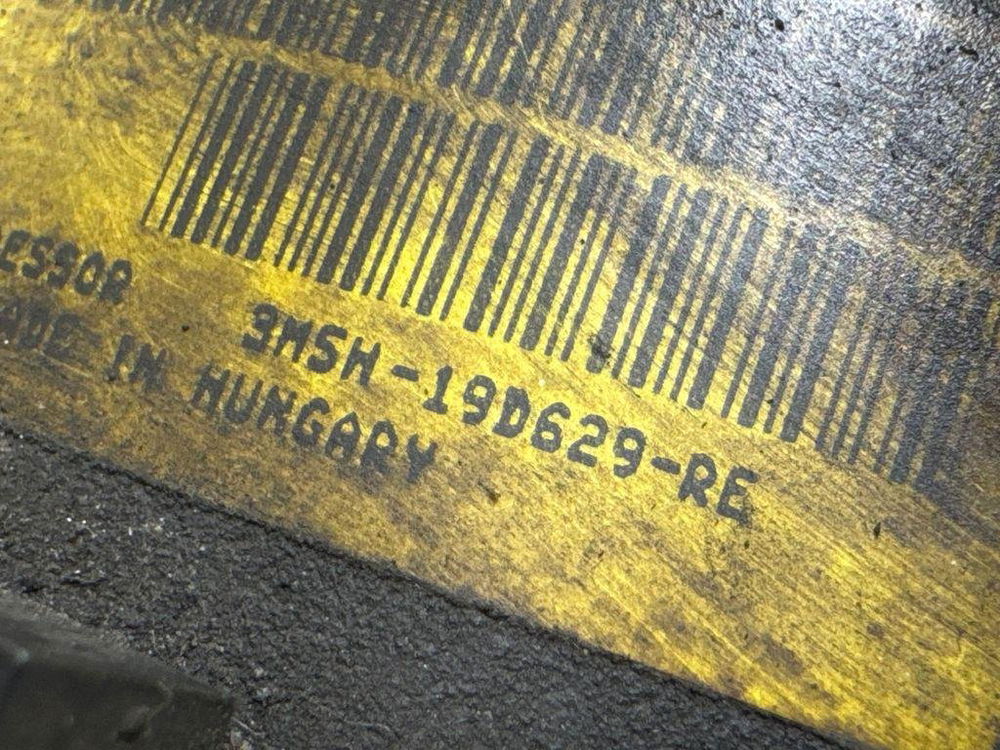 ESSOR
3M5H-19D629-RE
ADE IN HUNGARY